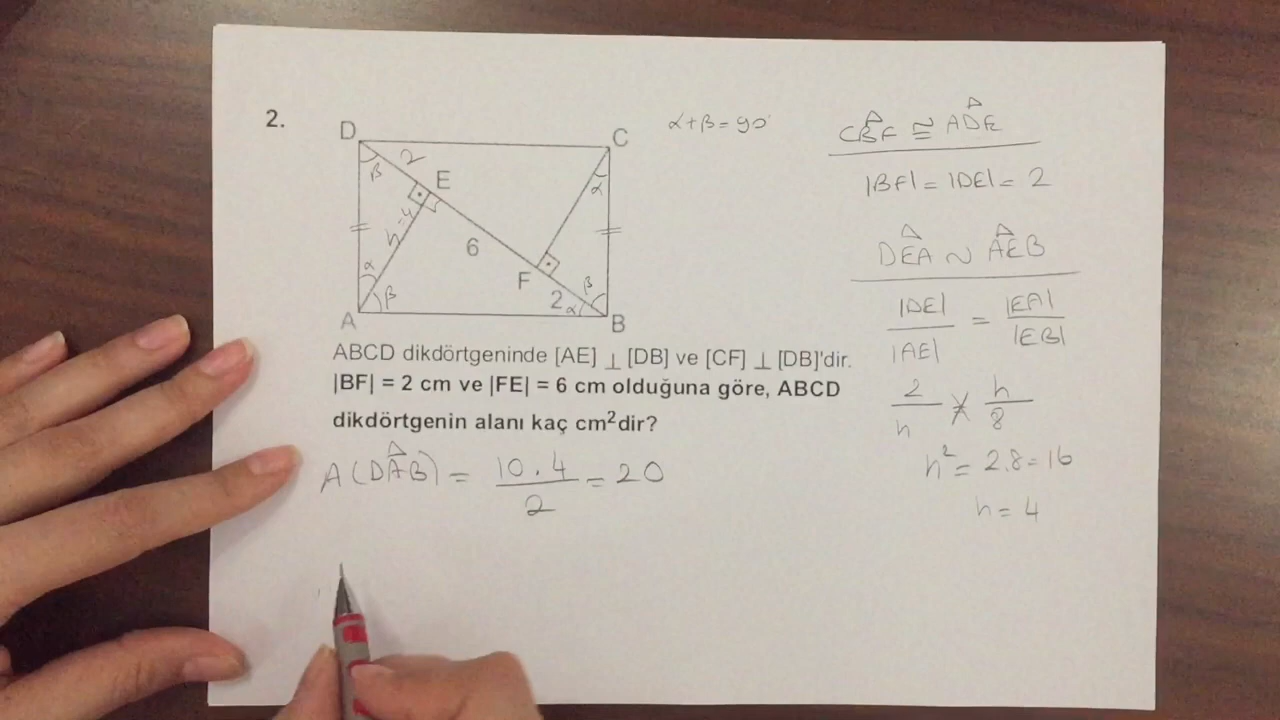 2.
D
C
β
2
E
α
h=4
6
F
α
β
2
α
β
A
B
α+β=90°
CBF ≅ ADE
|BF| = |DE| = 2
DEA ~ AEB
|DE| / |AE| = |EA| / |EB|
2 / h × h / 8
h² = 2.8 = 16
h = 4
ABCD dikdörtgeninde [AE] ⊥ [DB] ve [CF] ⊥ [DB]'dir.
|BF| = 2 cm ve |FE| = 6 cm olduğuna göre, ABCD
dikdörtgenin alanı kaç cm²dir?
A(DAB) = 10.4 / 2 = 20